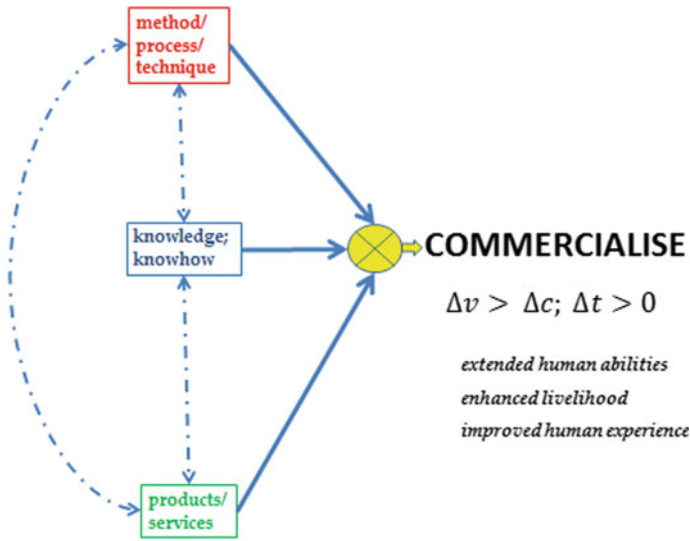 method/
process/
technique
knowledge;
knowhow
COMMERCIALISE
Δv > Δc; Δt > 0
extended human abilities
enhanced livelihood
improved human experience
products/
services